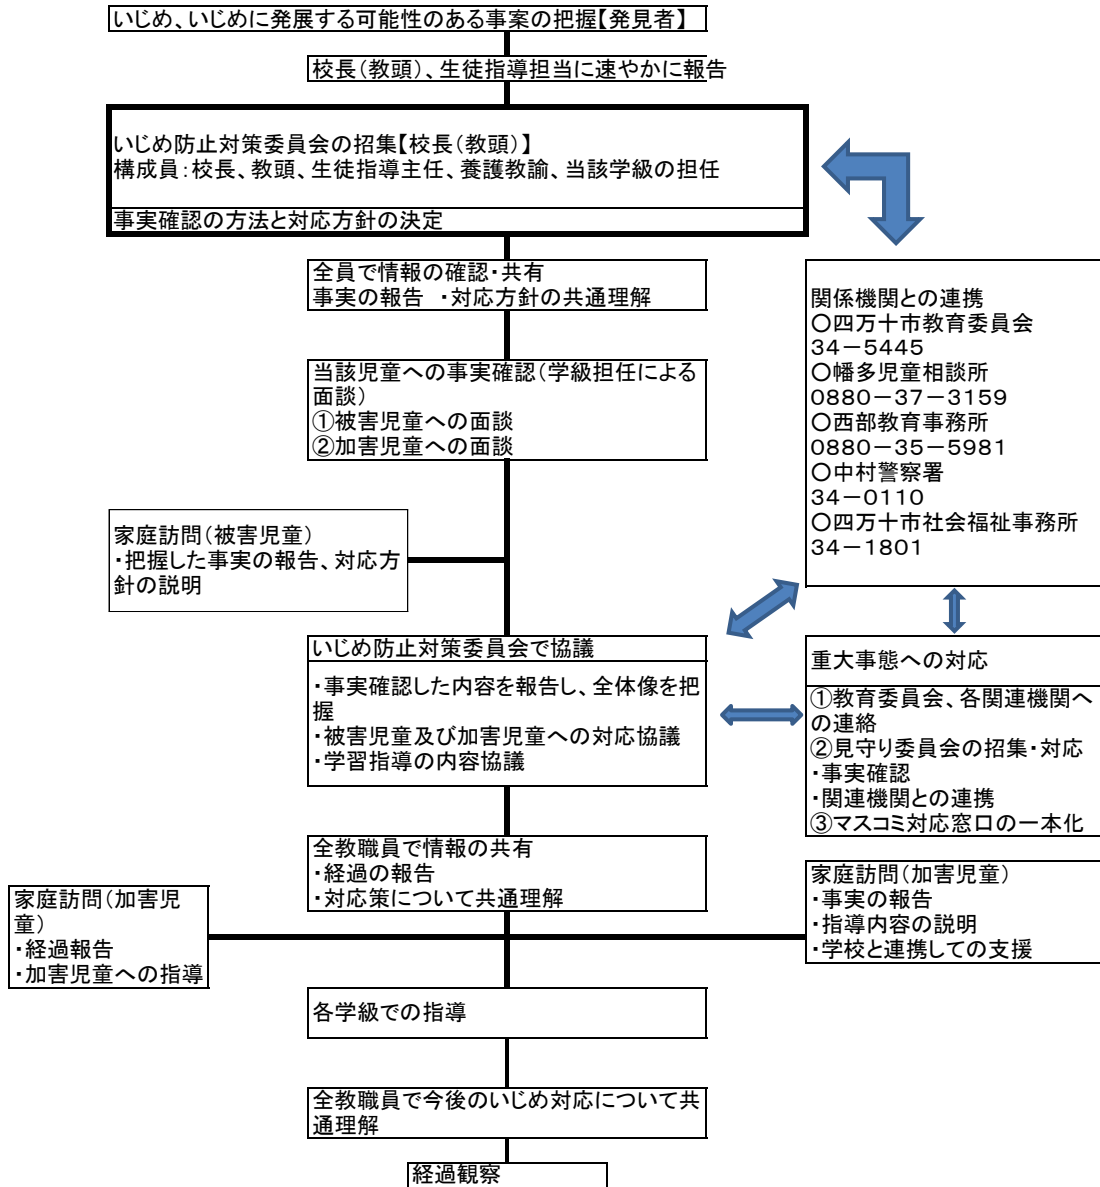 いじめ、いじめに発展する可能性のある事案の把握【発見者】
校長(教頭)、生徒指導担当に速やかに報告
いじめ防止対策委員会の招集【校長(教頭)】
構成員:校長、教頭、生徒指導主任、養護教諭、当該学級の担任
事実確認の方法と対応方針の決定
全員で情報の確認・共有
事実の報告 ・対応方針の共通理解
当該児童への事実確認(学級担任による
面談)
①被害児童への面談
②加害児童への面談
関係機関との連携
○四万十市教育委員会
34-5445
○幡多児童相談所
0880-37-3159
○西部教育事務所
0880-35-5981
○中村警察署
34-0110
○四万十市社会福祉事務所
34-1801
家庭訪問(被害児童)
・把握した事実の報告、対応方
針の説明
いじめ防止対策委員会で協議
・事実確認した内容を報告し、全体像を把
握
・被害児童及び加害児童への対応協議
・学習指導の内容協議
重大事態への対応
①教育委員会、各関連機関へ
の連絡
②見守り委員会の招集・対応
・事実確認
・関連機関との連携
③マスコミ対応窓口の一本化
全教職員で情報の共有
・経過の報告
・対応策について共通理解
家庭訪問(加害児
童)
・経過報告
・加害児童への指導
家庭訪問(加害児童)
・事実の報告
・指導内容の説明
・学校と連携しての支援
各学級での指導
全教職員で今後のいじめ対応について共
通理解
経過観察